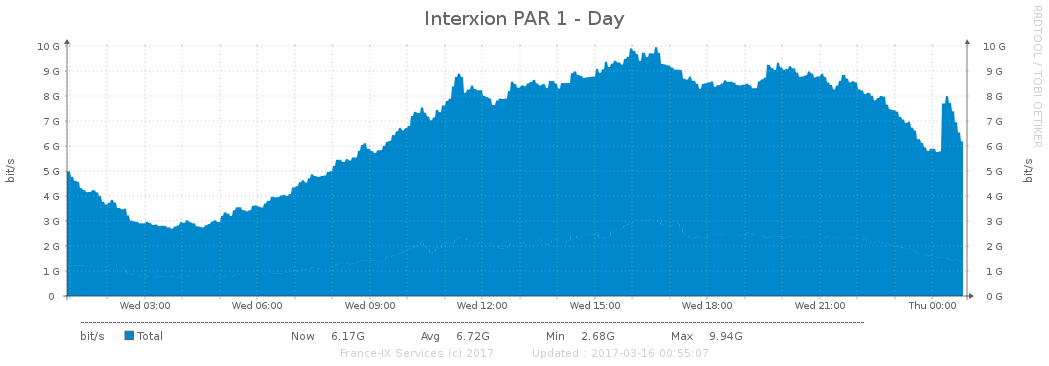 Interxion PAR 1 - Day
RRDTOOL / TOBI OETIKER
10 G 10 G
9 G 9 G
8 G 8 G
7 G 7 G
6 G 6 G
5 G 5 G
4 G 4 G
3 G 3 G
2 G 2 G
1 G 1 G
0 0 G
bit/s
bit/s
Wed 03:00 Wed 06:00 Wed 09:00 Wed 12:00 Wed 15:00 Wed 18:00 Wed 21:00 Thu 00:00
bit/s Total Now 6.17G Avg 6.72G Min 2.68G Max 9.94G
France-IX Services (c) 2017 Updated : 2017-03-16 00:55:07